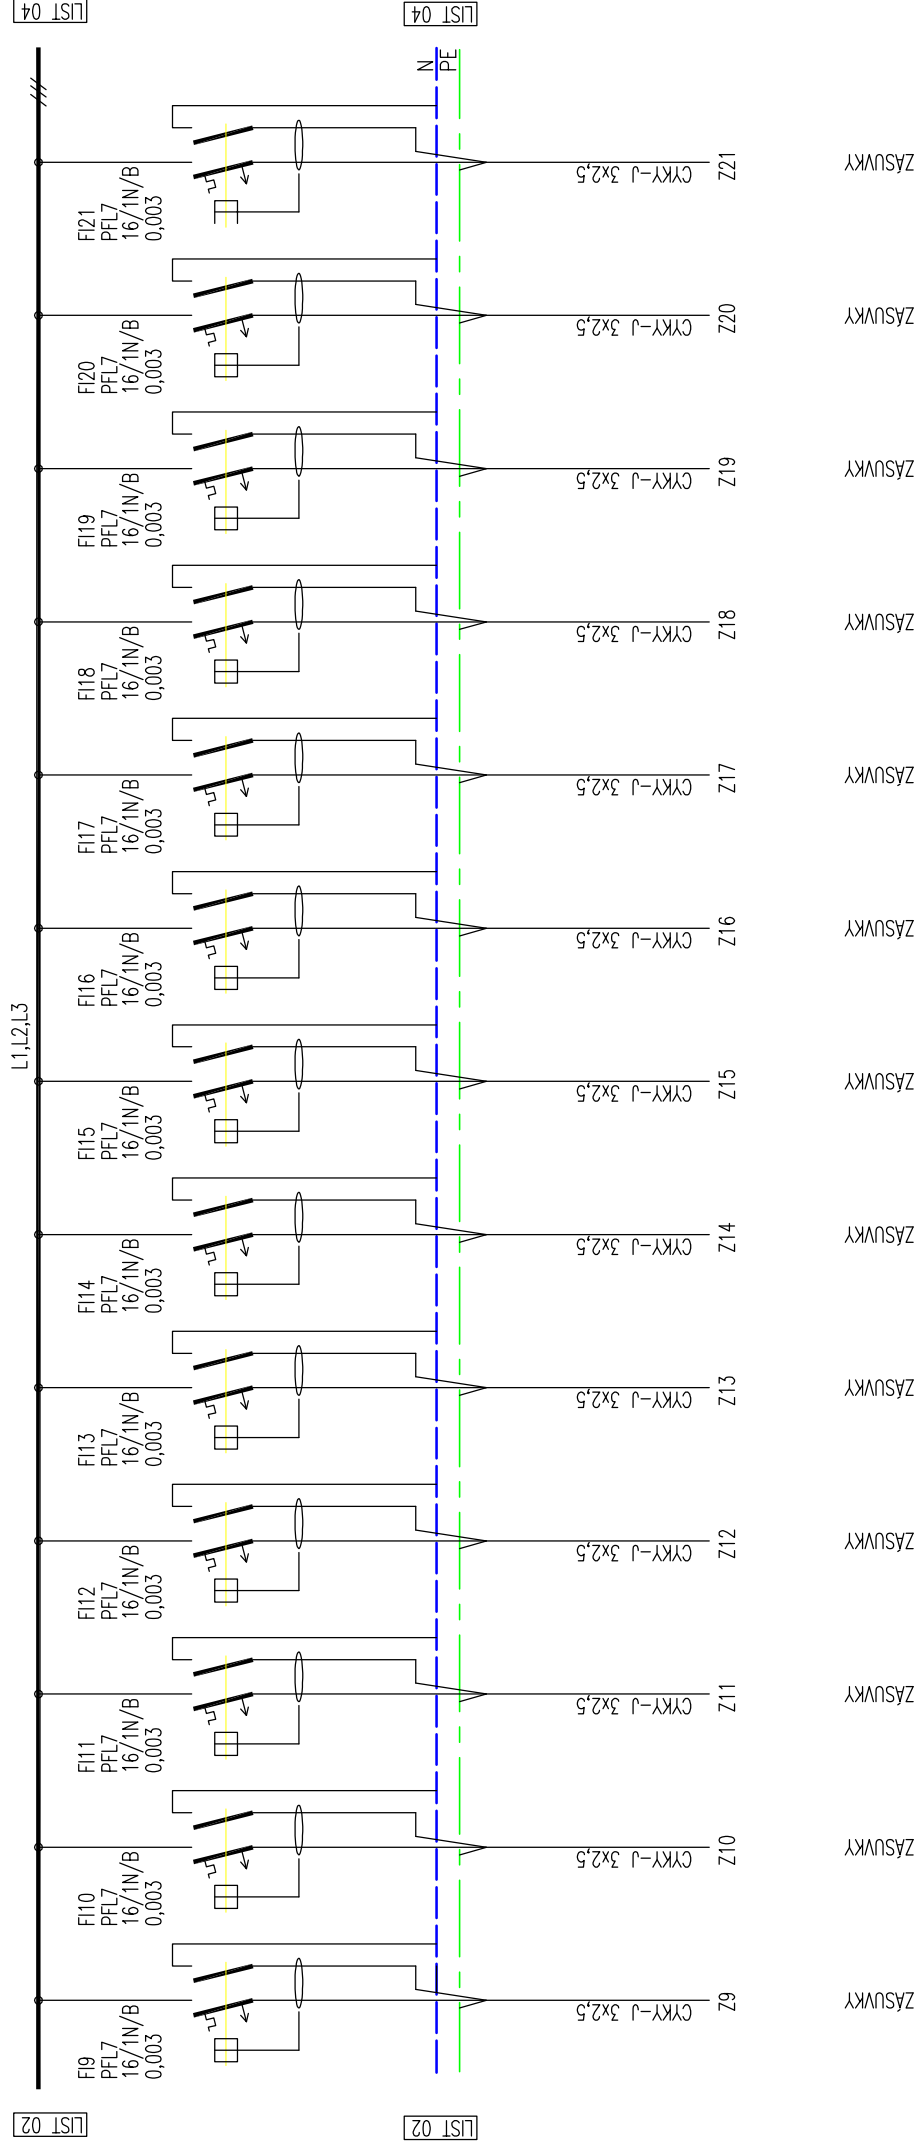 LIST 02
LIST 02
L1,L2,L3
FI9
PFL7
16/1N/B
0,003
CYKY-J 3x2,5
Z9
ZÁSUVKY
FI10
PFL7
16/1N/B
0,003
CYKY-J 3x2,5
Z10
ZÁSUVKY
FI11
PFL7
16/1N/B
0,003
CYKY-J 3x2,5
Z11
ZÁSUVKY
FI12
PFL7
16/1N/B
0,003
CYKY-J 3x2,5
Z12
ZÁSUVKY
FI13
PFL7
16/1N/B
0,003
CYKY-J 3x2,5
Z13
ZÁSUVKY
FI14
PFL7
16/1N/B
0,003
CYKY-J 3x2,5
Z14
ZÁSUVKY
FI15
PFL7
16/1N/B
0,003
CYKY-J 3x2,5
Z15
ZÁSUVKY
FI16
PFL7
16/1N/B
0,003
CYKY-J 3x2,5
Z16
ZÁSUVKY
FI17
PFL7
16/1N/B
0,003
CYKY-J 3x2,5
Z17
ZÁSUVKY
FI18
PFL7
16/1N/B
0,003
CYKY-J 3x2,5
Z18
ZÁSUVKY
FI19
PFL7
16/1N/B
0,003
CYKY-J 3x2,5
Z19
ZÁSUVKY
FI20
PFL7
16/1N/B
0,003
CYKY-J 3x2,5
Z20
ZÁSUVKY
FI21
PFL7
16/1N/B
0,003
CYKY-J 3x2,5
Z21
ZÁSUVKY
N
PE
LIST 04
LIST 04